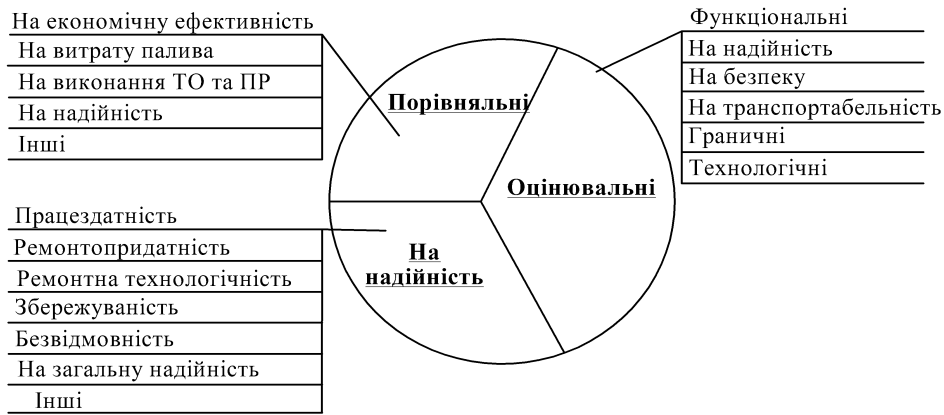 На економічну ефективність
На витрату палива
На виконання ТО та ПР
На надійність
Інші
Порівняльні
Функціональні
На надійність
На безпеку
На транспортабельність
Граничні
Технологічні
Оцінювальні
Працездатність
Ремонтопридатність
Ремонтна технологічність
Збережуваність
Безвідмовність
На загальну надійність
Інші
На
надійність